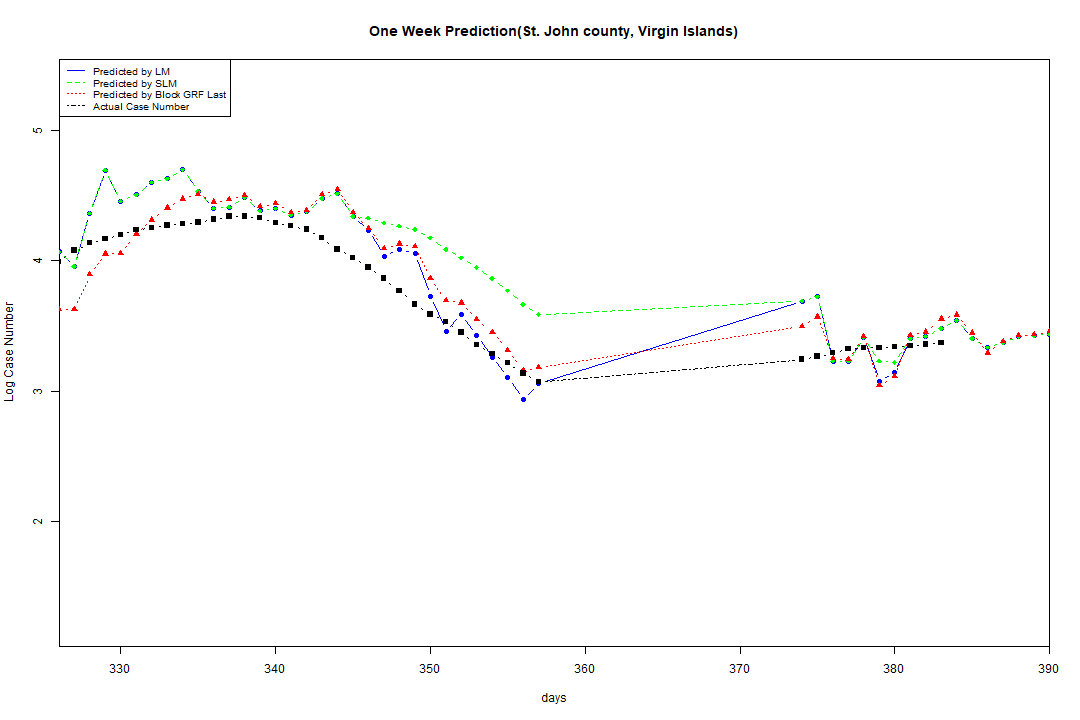 One Week Prediction(St. John county, Virgin Islands)
Predicted by LM
Predicted by SLM
Predicted by Block GRF Last
Actual Case Number
5
4
3
2
Log Case Number
330 340 350 360 370 380 390
days